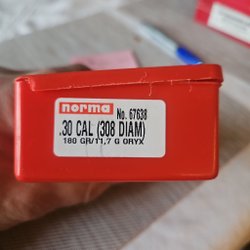 norma
No. 67638
.30 CAL (308 DIAM)
180 GR/11,7 G ORYX